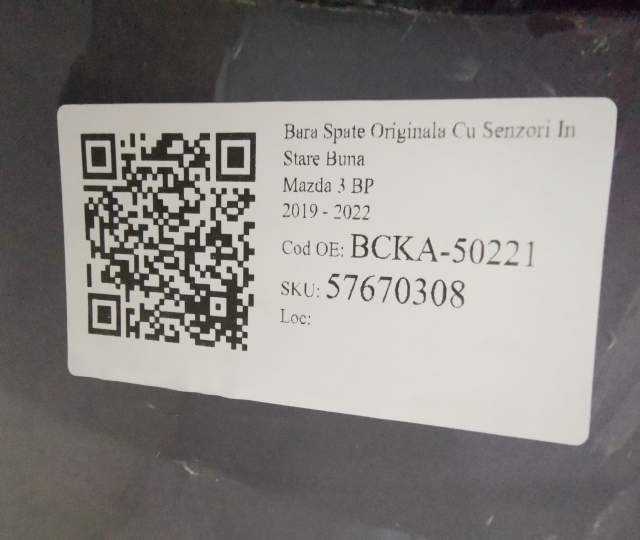 Bara Spate Originala Cu Senzori In
Stare Buna
Mazda 3 BP
2019 - 2022
Cod OE: BCKA-50221
SKU: 57670308
Loc: